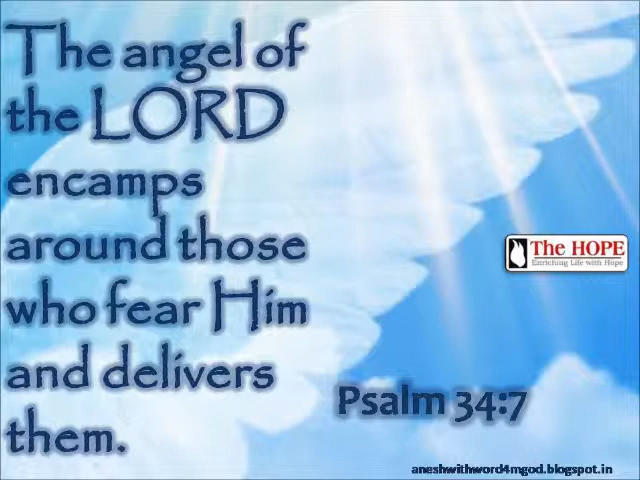 The angel of
the LORD
encamps
around those
who fear Him
and delivers
them.
The HOPE
Enriching Life with Hope
Psalm 34:7
aneshwithword4mgod.blogspot.in